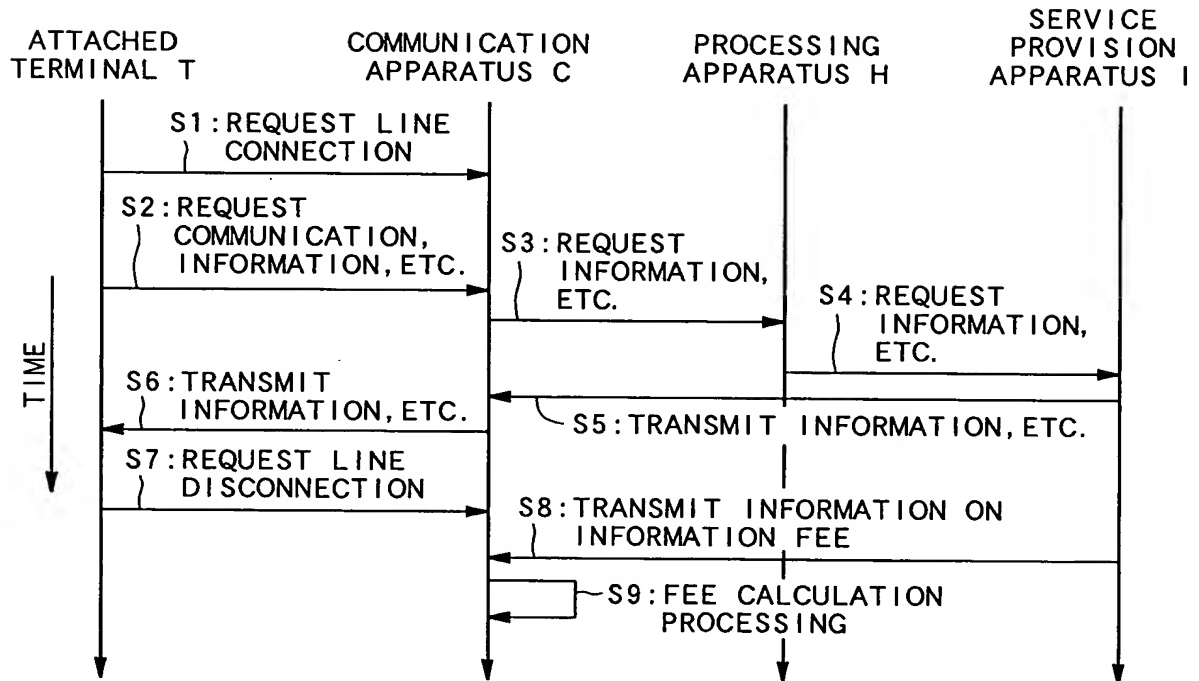 ATTACHED
TERMINAL T
COMMUNICATION
APPARATUS C
PROCESSING
APPARATUS H
SERVICE
PROVISION
APPARATUS I
S1:REQUEST LINE
CONNECTION
S2:REQUEST
COMMUNICATION,
INFORMATION,ETC.
S3:REQUEST
INFORMATION,
ETC.
S4:REQUEST
INFORMATION,
ETC.
TIME
S6:TRANSMIT
INFORMATION,ETC.
S5:TRANSMIT INFORMATION,ETC.
S7:REQUEST LINE
DISCONNECTION
S8:TRANSMIT INFORMATION ON
INFORMATION FEE
S9:FEE CALCULATION
PROCESSING